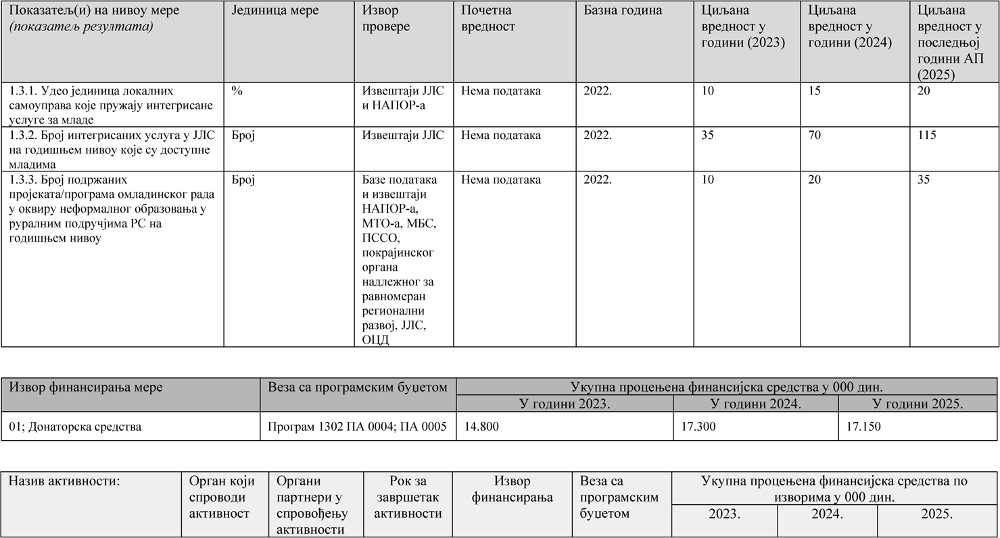 Показатељ(и) на нивоу мере
(показатељ резултата)
Јединица мере
Извор
провере
Почетна
вредност
Базна година
Циљана
вредност у
години (2023)
Циљана
вредност у
години (2024)
Циљана
вредност у
последњој
години АП
(2025)
1.3.1. Удео јединица локалних
самоуправа које пружају интегрисане
услуге за младе
%
Извештаји ЈЛС
и НАПОР-а
Нема података
2022.
10
15
20
1.3.2. Број интегрисаних услуга у ЈЛС
на годишњем нивоу које су доступне
младима
Број
Извештаји ЈЛС
Нема података
2022.
35
70
115
1.3.3. Број подржаних
пројеката/програма омладинског рада
у оквиру неформалног образовања у
руралним подручјима РС на
годишњем нивоу
Број
Базе података
и извештаји
НАПОР-а,
МТО-а, МБС,
ПССО,
покрајинског
органа
надлежног за
равномеран
регионални
развој, ЈЛС,
ОЦД
Нема података
2022.
10
20
35
Извор финансирања мере
Веза са програмским буџетом
Укупна процењена финансијска средства у 000 дин.
У години 2023.
У години 2024.
У години 2025.
01; Донаторска средства
Програм 1302 ПА 0004; ПА 0005
14.800
17.300
17.150
Назив активности:
Орган који
спроводи
активност
Органи
партнери у
спровођењу
активности
Рок за
завршетак
активности
Извор
финансирања
Веза са
програмским
буџетом
Укупна процењена финансијска средства по
изворима у 000 дин.
2023.
2024.
2025.